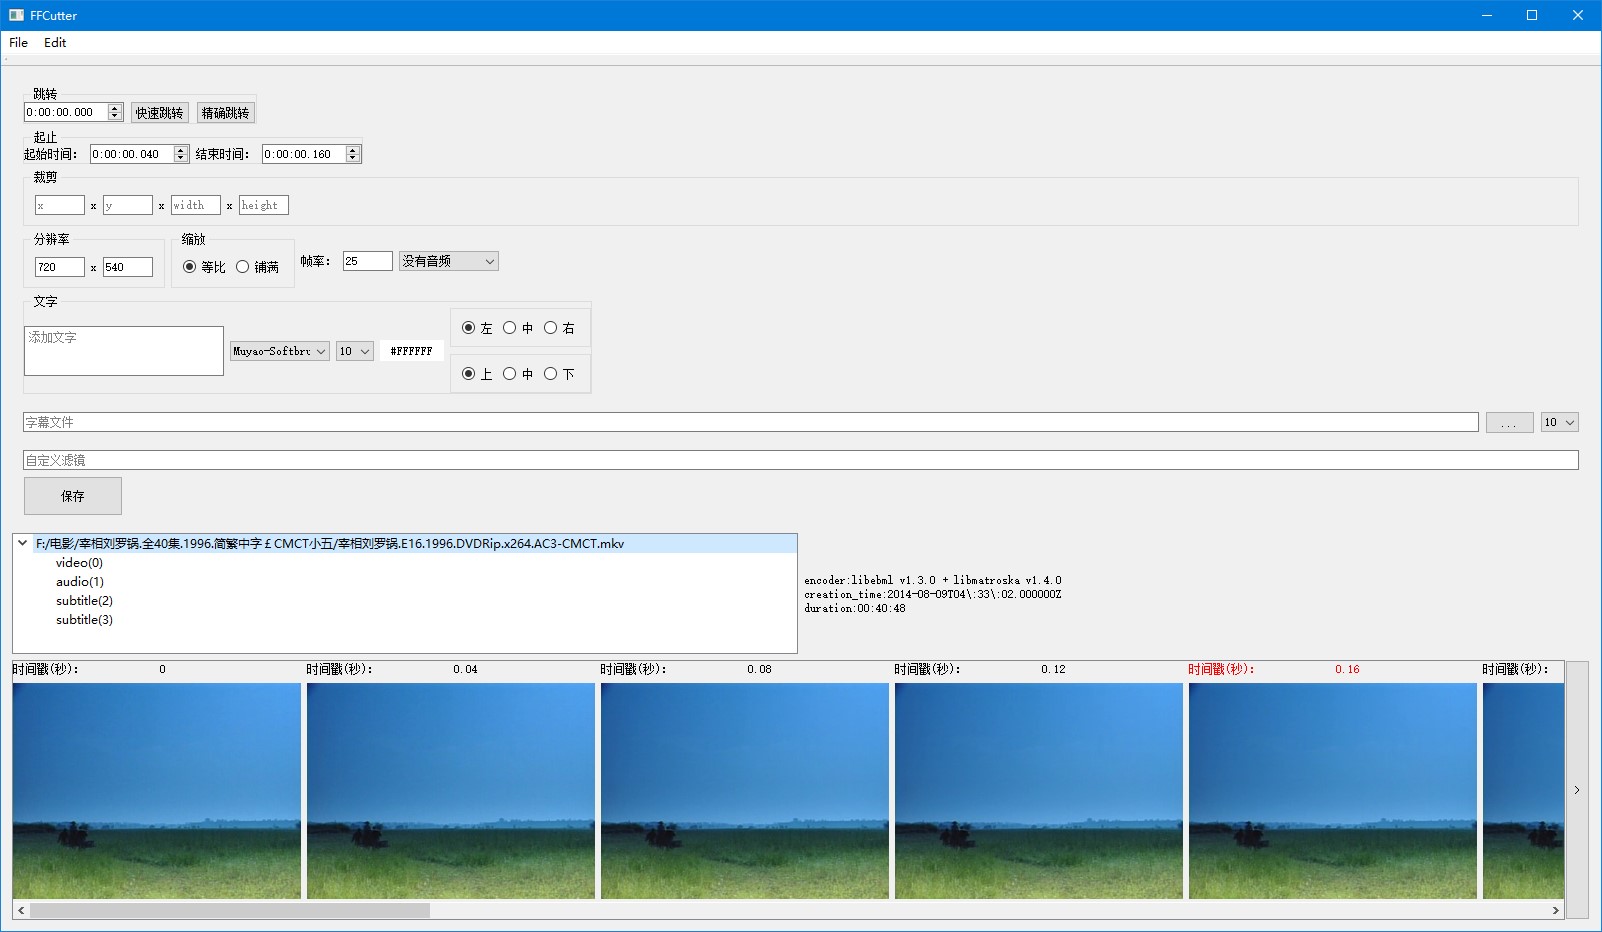 FFCutter
File Edit
跳转
0:00:00.000 快速跳转 精确跳转
起止
起始时间: 0:00:00.040 结束时间: 0:00:00.160
裁剪
x x y x width x height
分辨率 缩放
720 x 540 等比 铺满 帧率: 25 没有音频
文字
添加文字 Muyao-Softbru 10 #FFFFFF
左 中 右
上 中 下
字幕文件 ... 10
自定义滤镜
保存
F:/电影/宰相刘罗锅.全40集.1996.简繁中字￡CMCT小五/宰相刘罗锅.E16.1996.DVDRip.x264.AC3-CMCT.mkv
video(0)
audio(1)
subtitle(2)
subtitle(3)
encoder:libebml v1.3.0 + libmatroska v1.4.0
creation_time:2014-08-09T04\:33\:02.000000Z
duration:00:40:48
时间戳(秒): 0 时间戳(秒): 0.04 时间戳(秒): 0.08 时间戳(秒): 0.12 时间戳(秒): 0.16 时间戳(秒):